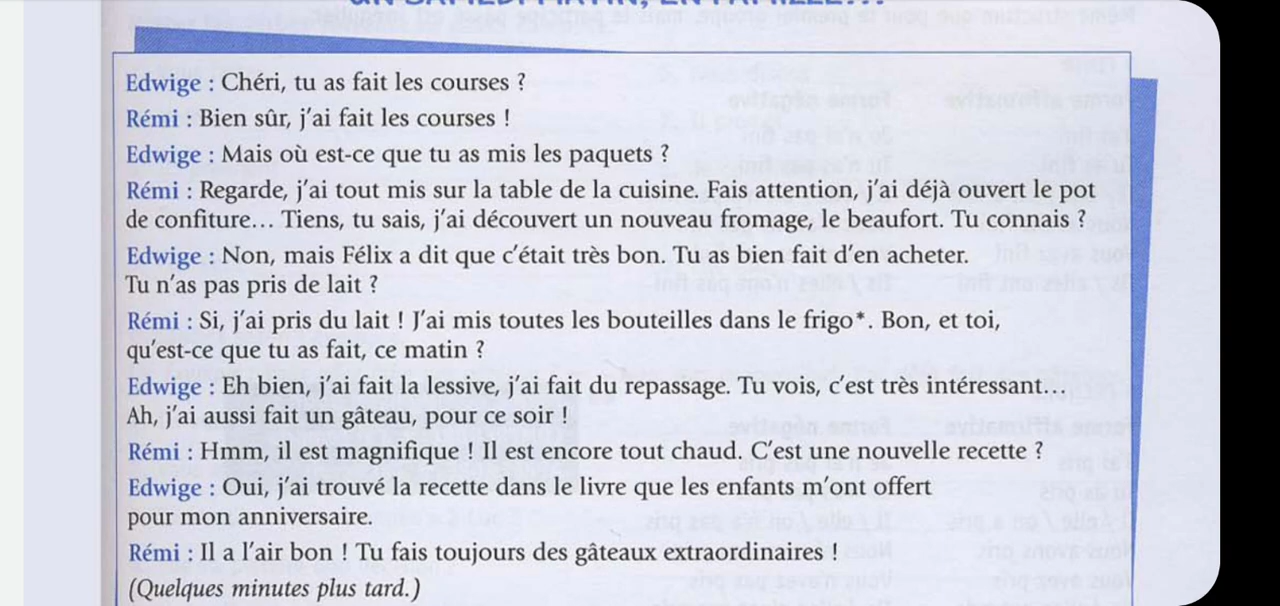 UN SAMEDI MATIN, EN FAMILLE...
Edwige : Chéri, tu as fait les courses ?
Rémi : Bien sûr, j'ai fait les courses !
Edwige : Mais où est-ce que tu as mis les paquets ?
Rémi : Regarde, j'ai tout mis sur la table de la cuisine. Fais attention, j'ai déjà ouvert le pot
de confiture... Tiens, tu sais, j'ai découvert un nouveau fromage, le beaufort. Tu connais ?
Edwige : Non, mais Félix a dit que c'était très bon. Tu as bien fait d'en acheter.
Tu n'as pas pris de lait ?
Rémi : Si, j'ai pris du lait ! J'ai mis toutes les bouteilles dans le frigo*. Bon, et toi,
qu'est-ce que tu as fait, ce matin ?
Edwige : Eh bien, j'ai fait la lessive, j'ai fait du repassage. Tu vois, c'est très intéressant...
Ah, j'ai aussi fait un gâteau, pour ce soir !
Rémi : Hmm, il est magnifique ! Il est encore tout chaud. C'est une nouvelle recette ?
Edwige : Oui, j'ai trouvé la recette dans le livre que les enfants m'ont offert
pour mon anniversaire.
Rémi : Il a l'air bon ! Tu fais toujours des gâteaux extraordinaires !
(Quelques minutes plus tard.)